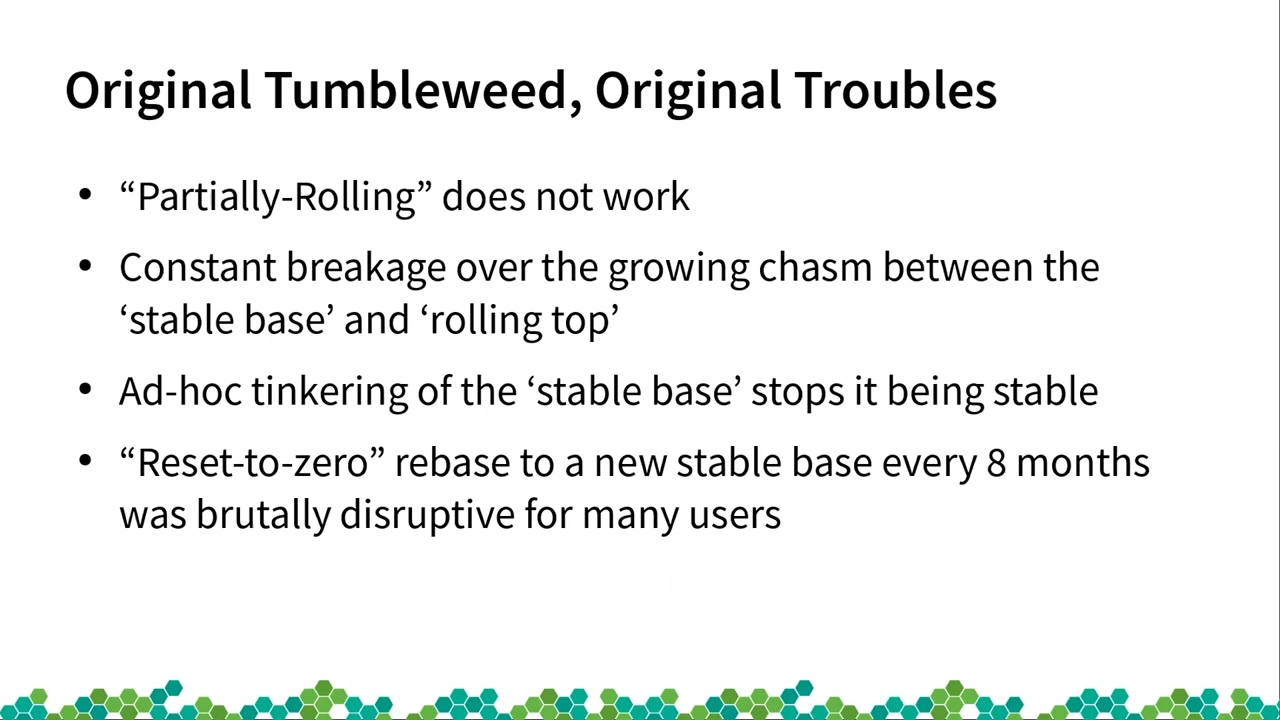 Original Tumbleweed, Original Troubles
• “Partially-Rolling” does not work
• Constant breakage over the growing chasm between the
‘stable base’ and ‘rolling top’
• Ad-hoc tinkering of the ‘stable base’ stops it being stable
• “Reset-to-zero” rebase to a new stable base every 8 months
was brutally disruptive for many users